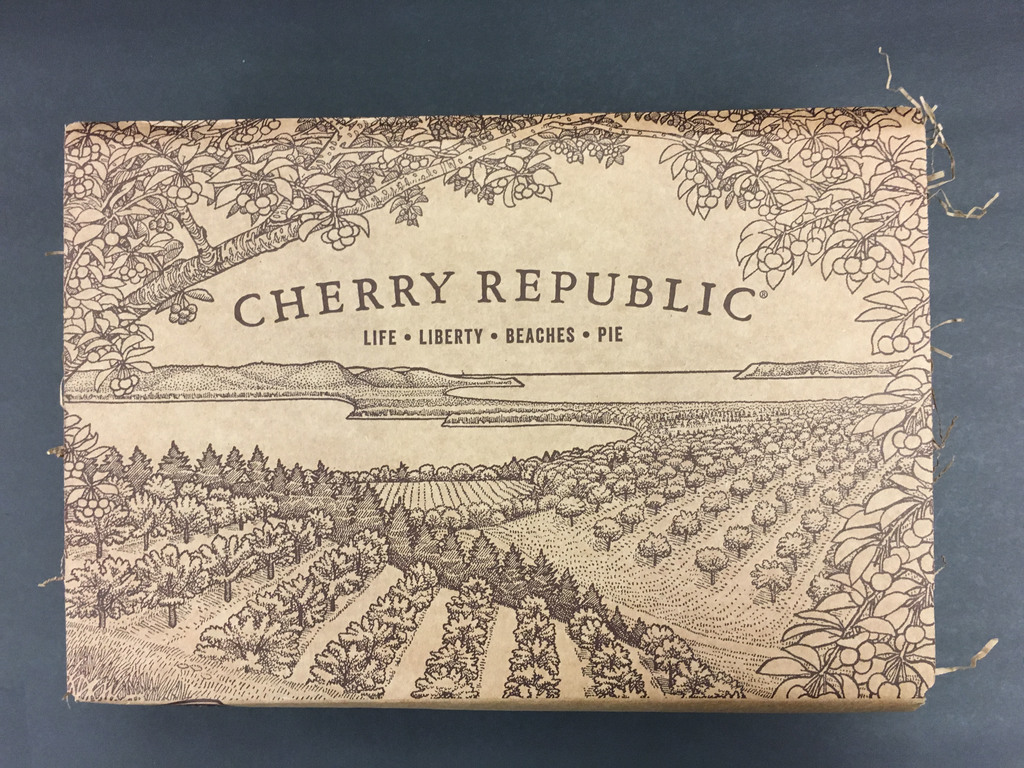 CHERRY REPUBLIC®
LIFE • LIBERTY • BEACHES • PIE